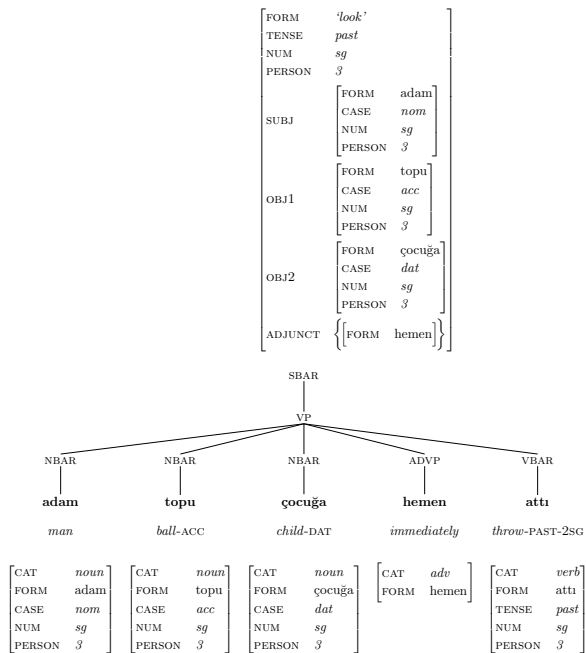 FORM 'look'
TENSE past
NUM sg
PERSON 3
FORM adam
CASE nom
SUBJ
NUM sg
PERSON 3
FORM topu
CASE acc
OBJ1
NUM sg
PERSON 3
FORM çocuğa
CASE dat
OBJ2
NUM sg
PERSON 3
ADJUNCT {[FORM hemen]}
SBAR
VP
NBAR NBAR NBAR ADVP VBAR
adam topu çocuğa hemen attı
man ball-ACC child-DAT immediately throw-PAST-2SG
CAT noun CAT noun CAT noun CAT adv CAT verb
FORM adam FORM topu FORM çocuğa FORM hemen FORM attı
CASE nom CASE acc CASE dat TENSE past
NUM sg NUM sg NUM sg NUM sg
PERSON 3 PERSON 3 PERSON 3 PERSON 3